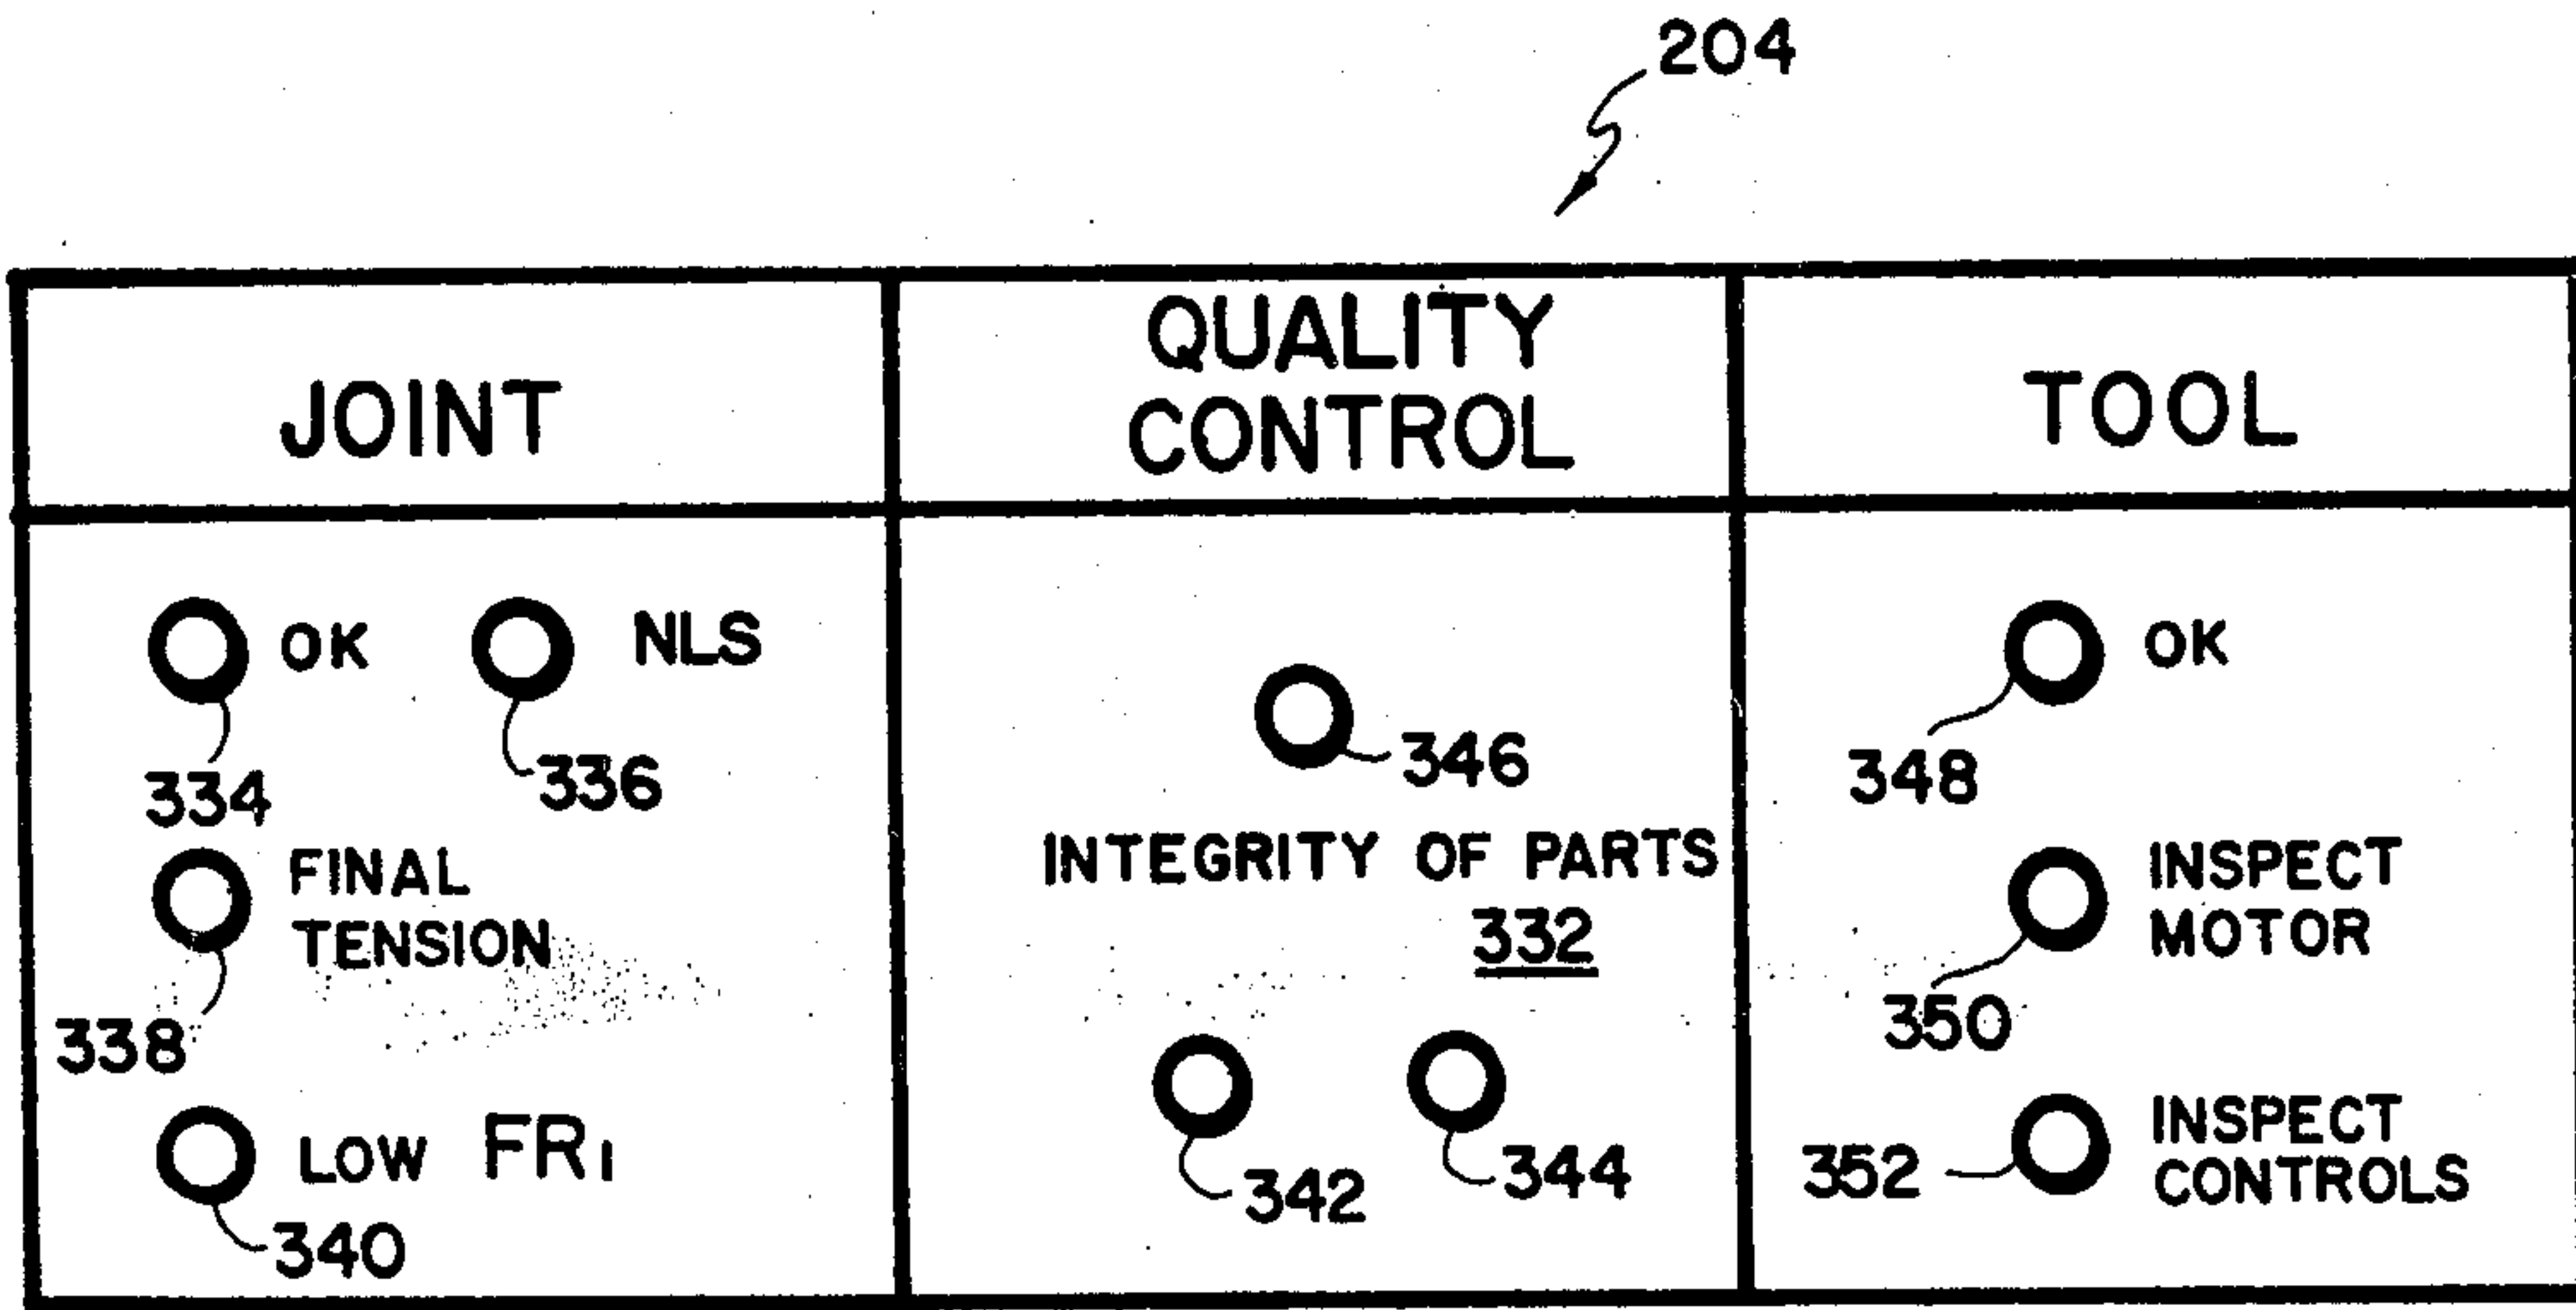 204
JOINT
QUALITY
CONTROL
TOOL
OK
NLS
334
336
FINAL
TENSION
338
LOW FR1
340
346
INTEGRITY OF PARTS
332
342
344
OK
348
INSPECT
MOTOR
350
INSPECT
CONTROLS
352